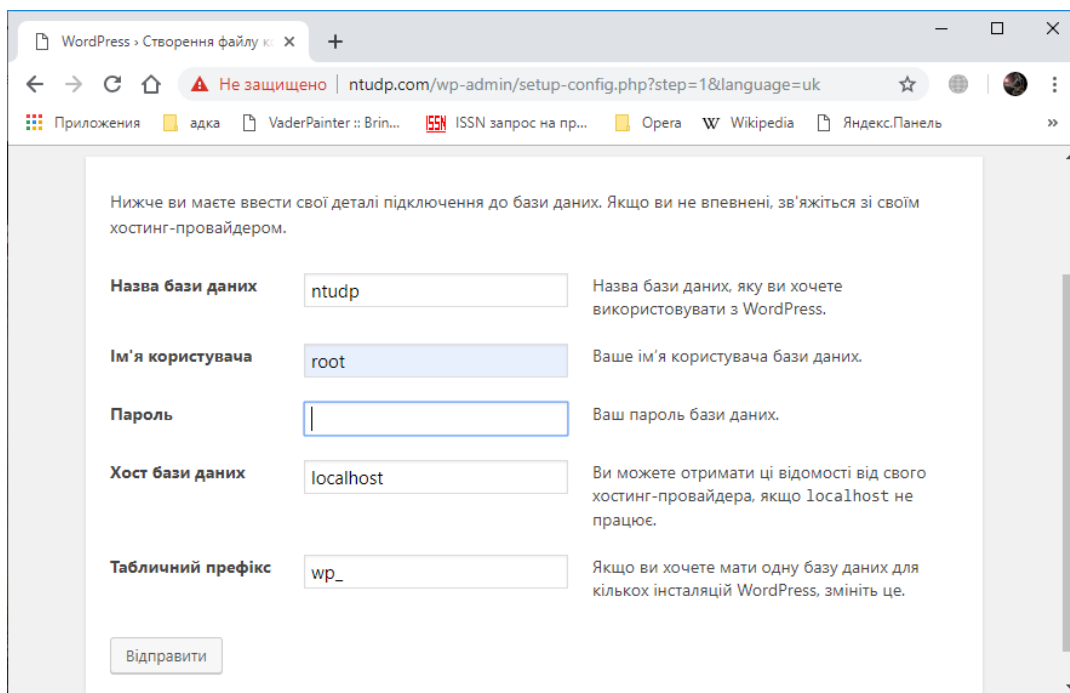 WordPress › Створення файлу к
Не защищено | ntudp.com/wp-admin/setup-config.php?step=1&language=uk
Приложения адка VaderPainter :: Brin... ISSN ISSN запрос на пр... Opera W Wikipedia Яндекс.Панель »
Нижче ви маєте ввести свої деталі підключення до бази даних. Якщо ви не впевнені, зв'яжіться зі своїм
хостинг-провайдером.
Назва бази даних ntudp Назва бази даних, яку ви хочете
використовувати з WordPress.
Ім'я користувача root Ваше ім’я користувача бази даних.
Пароль Ваш пароль бази даних.
Хост бази даних localhost Ви можете отримати ці відомості від свого
хостинг-провайдера, якщо localhost не
працює.
Табличний префікс wp_ Якщо ви хочете мати одну базу даних для
кількох інсталяцій WordPress, змініть це.
Відправити